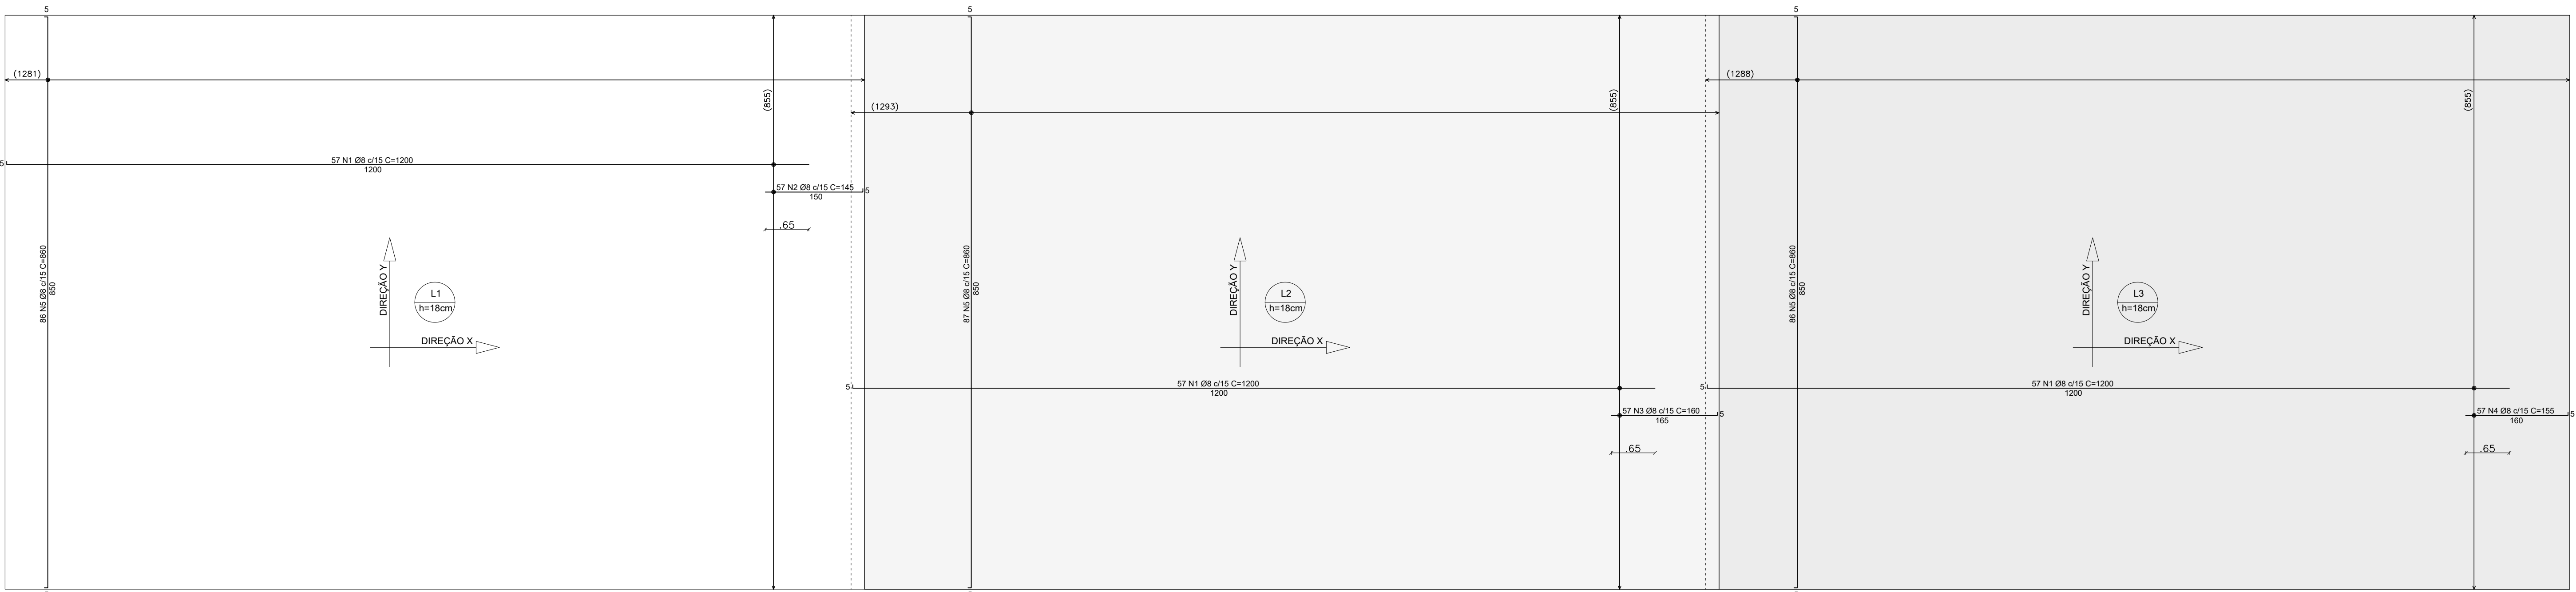 5
5
5
(1281)
(1288)
(855)
(855)
(855)
(1293)
57 N1 Ø8 c/15 C=1200
5
1200
57 N2 Ø8 c/15 C=145
5
150
.65
86 N5 Ø8 c/15 C=860
850
DIREÇÃO Y
L1
h=18cm
DIREÇÃO X
87 N5 Ø8 c/15 C=860
850
DIREÇÃO Y
L2
h=18cm
DIREÇÃO X
86 N5 Ø8 c/15 C=860
850
DIREÇÃO Y
L3
h=18cm
DIREÇÃO X
5
57 N1 Ø8 c/15 C=1200
1200
57 N3 Ø8 c/15 C=160
5
165
.65
5
57 N1 Ø8 c/15 C=1200
1200
57 N4 Ø8 c/15 C=155
5
160
.65